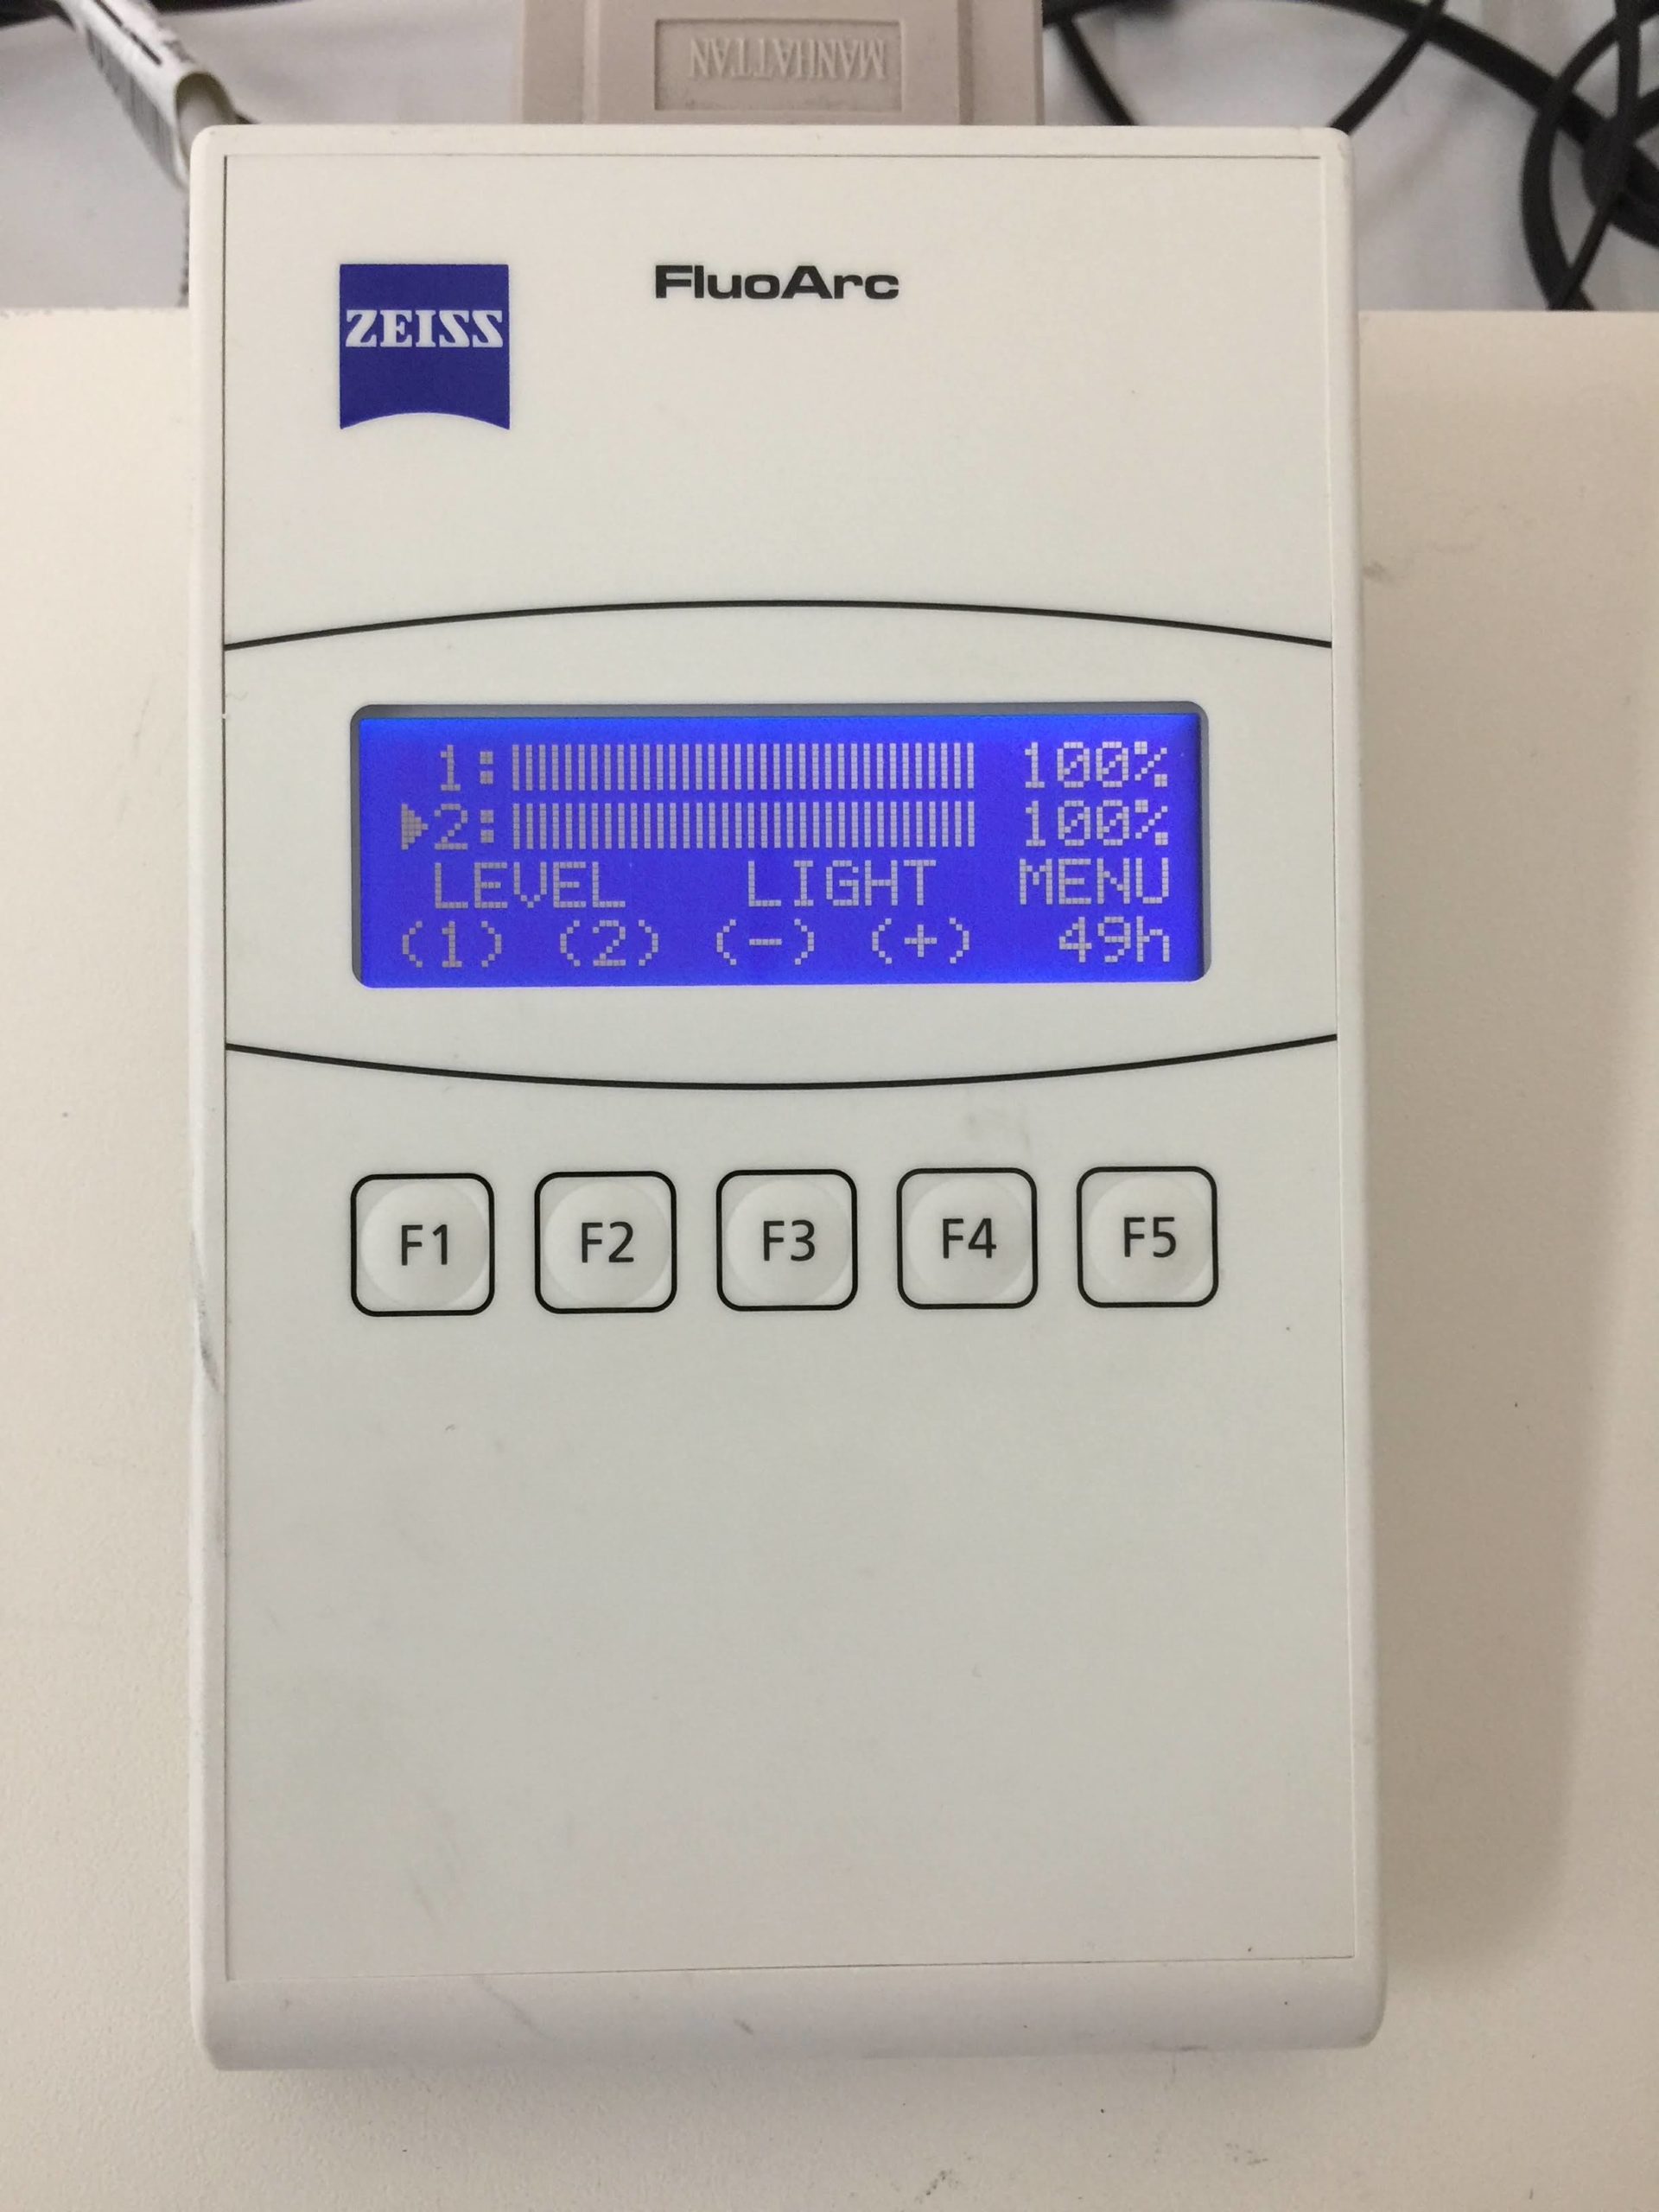 MANHATTAN
ZEISS
FluoArc
1: 100%
▶2: 100%
LEVEL LIGHT MENU
(1) (2) (-) (+) 49h
F1 F2 F3 F4 F5